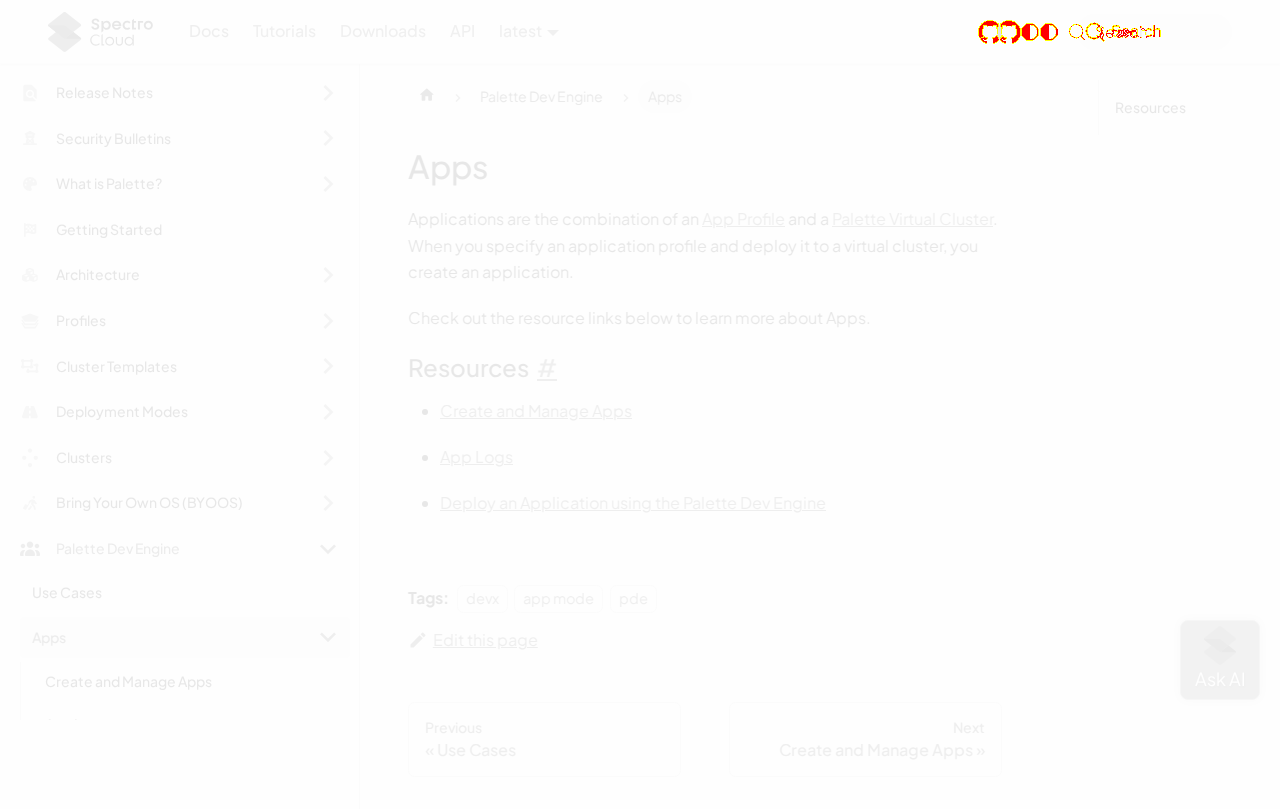 Spectro
Cloud
Docs
Tutorials
Downloads
API
latest
Search
Release Notes
Security Bulletins
What is Palette?
Getting Started
Architecture
Profiles
Cluster Templates
Deployment Modes
Clusters
Bring Your Own OS (BYOOS)
Palette Dev Engine
Use Cases
Apps
Create and Manage Apps
Palette Dev Engine
Apps
Apps
Applications are the combination of an App Profile and a Palette Virtual Cluster.
When you specify an application profile and deploy it to a virtual cluster, you
create an application.
Check out the resource links below to learn more about Apps.
Resources #
Create and Manage Apps
App Logs
Deploy an Application using the Palette Dev Engine
Tags: devx app mode pde
Edit this page
Previous
« Use Cases
Next
Create and Manage Apps »
Resources
Ask AI